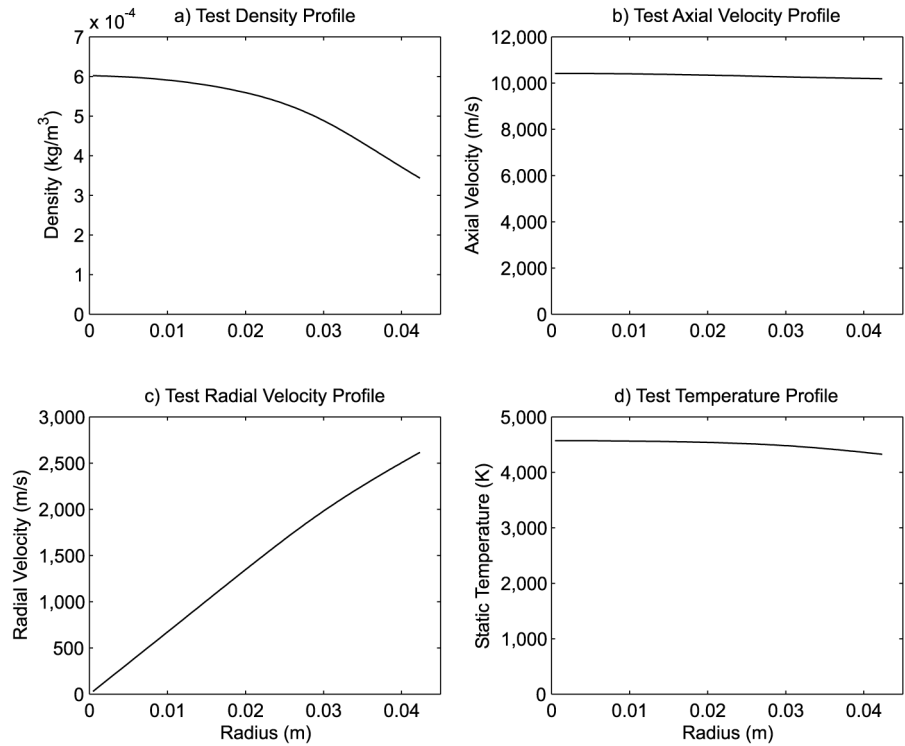 a) Test Density Profile
x 10⁻⁴
7
6
5
4
3
2
1
0
Density (kg/m³)
0 0.01 0.02 0.03 0.04
b) Test Axial Velocity Profile
12,000
10,000
8,000
6,000
4,000
2,000
0
Axial Velocity (m/s)
0 0.01 0.02 0.03 0.04
c) Test Radial Velocity Profile
3,000
2,500
2,000
1,500
1,000
500
0
Radial Velocity (m/s)
0 0.01 0.02 0.03 0.04
Radius (m)
d) Test Temperature Profile
5,000
4,000
3,000
2,000
1,000
0
Static Temperature (K)
0 0.01 0.02 0.03 0.04
Radius (m)